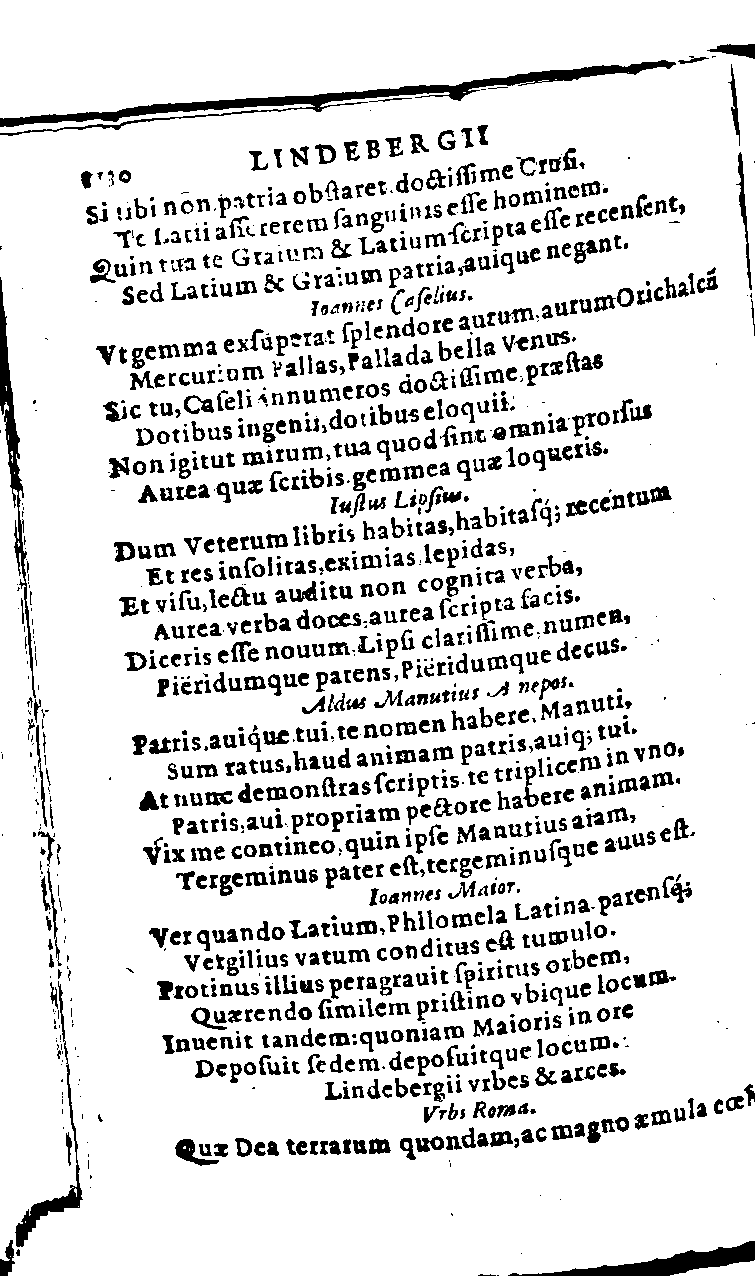 1130 LINDEBERGII
Si tibi nōn patria obſtaret doctiſſime Cruſi,
Te Latii aſſererem ſanguinis eſſe hominem.
Quin tua te Graium & Latium ſcripta eſſe recenſent,
Sed Latium & Graium patria, auique negant.
Ioannes Caſelius.
Vt gemma exſuperat ſplendore aurum, aurum Orichalcū
Mercurium Pallas, Pallada bella Venus.
Sic tu, Caſeli innumeros doctiſſime, præſtas
Dotibus ingenii, dotibus eloquii.
Non igitut mirum, tua quod ſint omnia prorſus
Aurea quæ ſcribis, gemmea quæ loqueris.
Iuſtus Lipſius.
Dum Veterum libris habitas, habitaſq́; recentum
Et res inſolitas, eximias, lepidas,
Et viſu, lectu auditu non cognita verba,
Aurea verba doces, aurea ſcripta facis.
Diceris eſſe nouum, Lipſi clariſſime, numen,
Piëridumque parens, Piëridumque decus.
Aldus Manutius A nepos.
Patris, auiq́ue tui, te nomen habere, Manuti,
Sum ratus, haud animam patris, auiq; tui.
At nunc demonſtras ſcriptis te triplicem in vno,
Patris, aui propriam pectore habere animam.
Vix me contineo, quin ipſe Manutius aiam,
Tergeminus pater eſt, tergeminuſque auus eſt.
Ioannes Maior.
Ver quando Latium, Philomela Latina parenſq́;
Vergilius vatum conditus eſt tumulo.
Protinus illius peragrauit ſpiritus orbem,
Quærendo ſimilem priſtino vbique locum.
Inuenit tandem: quoniam Maioris in ore
Depoſuit ſedem, depoſuitque locum.
Lindebergii vrbes & arces.
Vrbs Roma.
Quæ Dea terrarum quondam, ac magno æmula